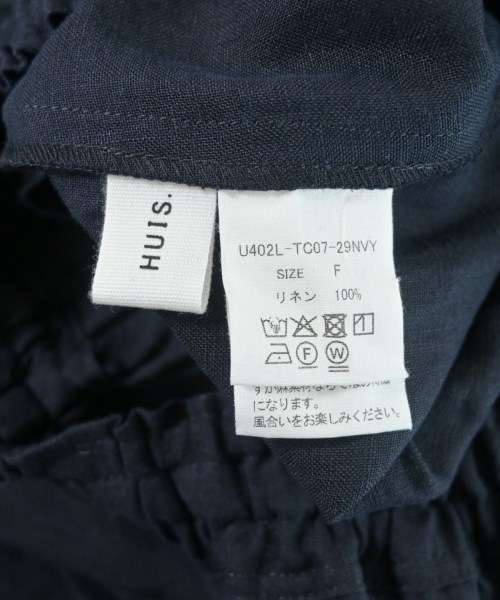 HUIS.
U402L-TC07-29NVY
SIZE F
リネン 100%
F W
になります。
風合いをお楽しみください。